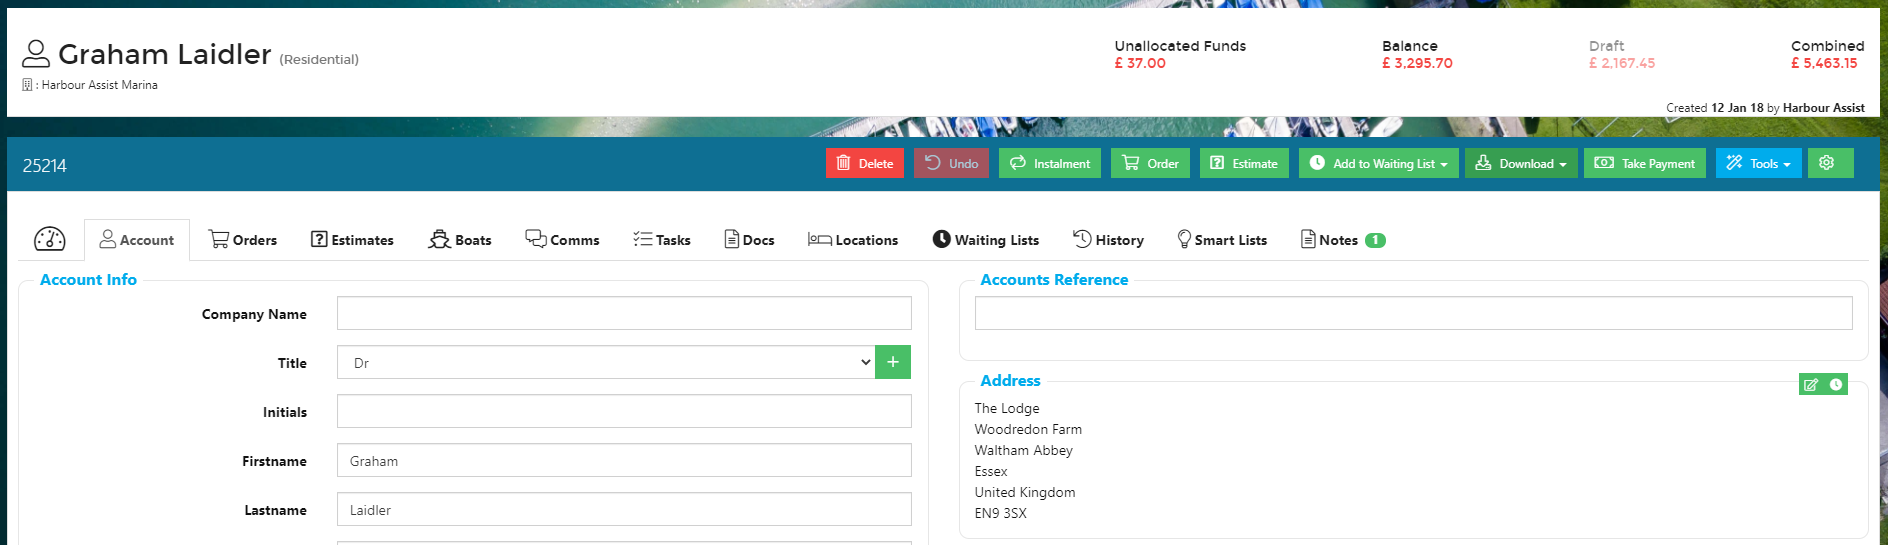 Graham Laidler (Residential)
: Harbour Assist Marina
Unallocated Funds
£ 37.00
Balance
£ 3,295.70
Draft
£ 2,167.45
Combined
£ 5,463.15
Created 12 Jan 18 by Harbour Assist
25214
Delete
Undo
Instalment
Order
Estimate
Add to Waiting List
Download
Take Payment
Tools
Account
Orders
Estimates
Boats
Comms
Tasks
Docs
Locations
Waiting Lists
History
Smart Lists
Notes 1
Account Info
Company Name
Title
Dr
Initials
Firstname
Graham
Lastname
Laidler
Accounts Reference
Address
The Lodge
Woodredon Farm
Waltham Abbey
Essex
United Kingdom
EN9 3SX